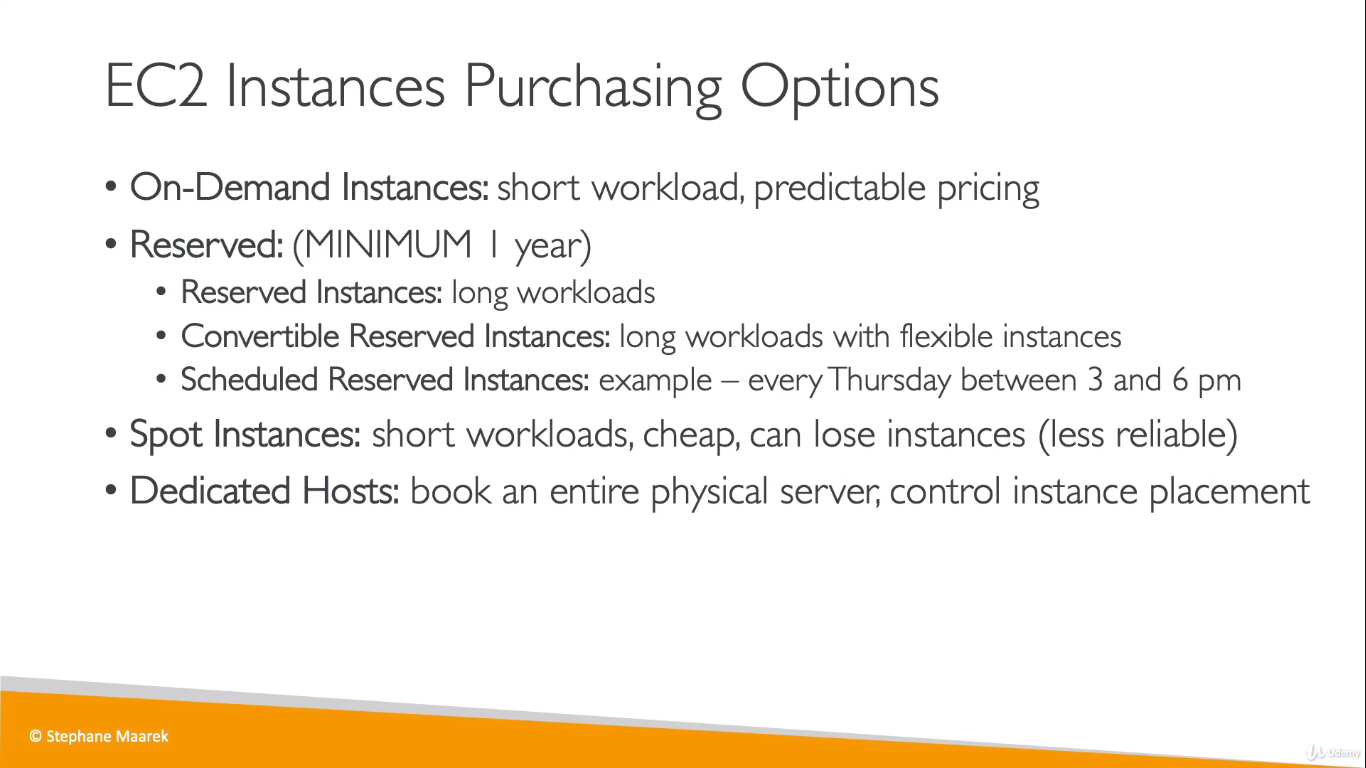 EC2 Instances Purchasing Options
• On-Demand Instances: short workload, predictable pricing
• Reserved: (MINIMUM 1 year)
• Reserved Instances: long workloads
• Convertible Reserved Instances: long workloads with flexible instances
• Scheduled Reserved Instances: example – every Thursday between 3 and 6 pm
• Spot Instances: short workloads, cheap, can lose instances (less reliable)
• Dedicated Hosts: book an entire physical server, control instance placement
© Stephane Maarek
Udemy